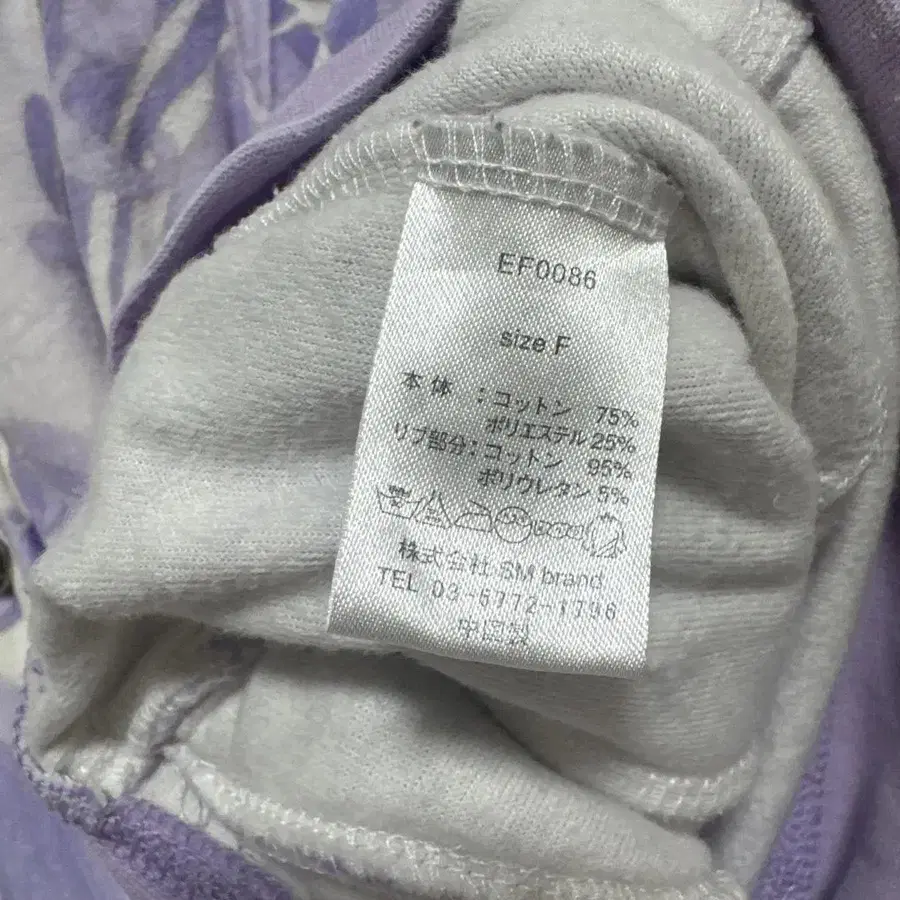 EF0086
size F
本体 : コットン 75%
ポリエステル 25%
リブ部分 : コットン 95%
ポリウレタン 5%
株式会社 SM brand
TEL 03-5772-1796
中国製